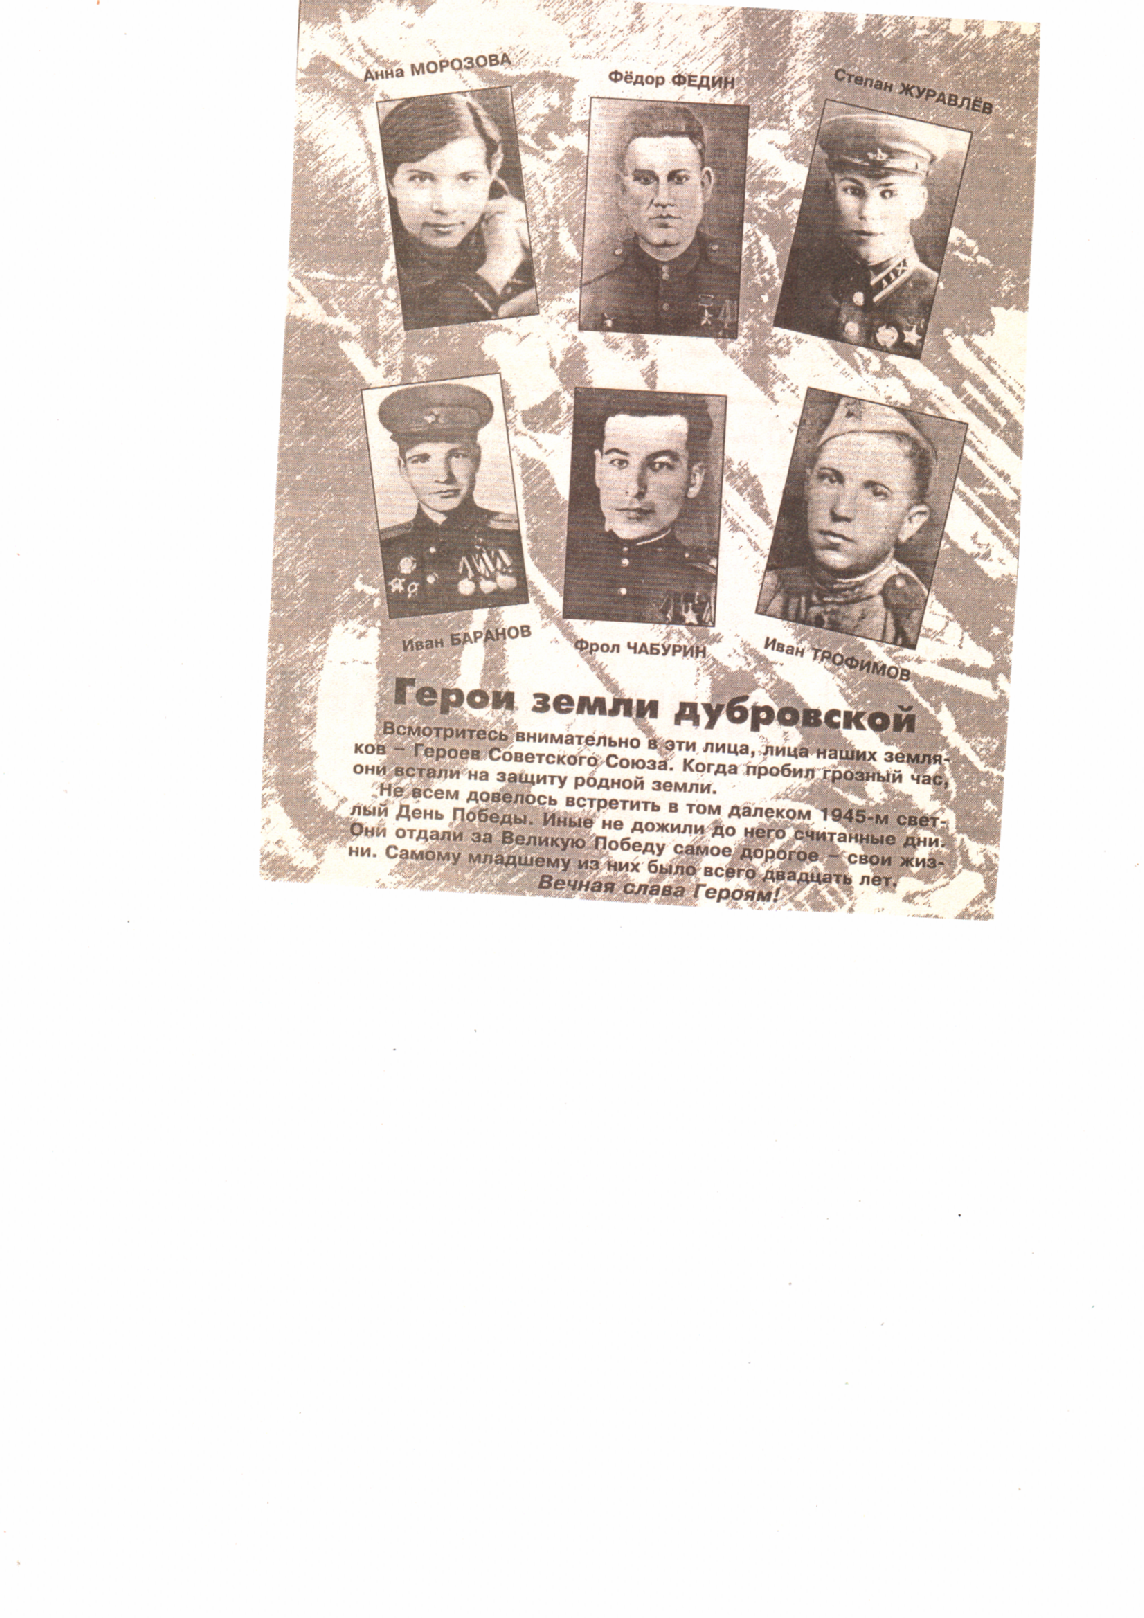 Анна МОРОЗОВА
Фёдор ФЕДИН
Степан ЖУРАВЛЁВ
Иван БАРАНОВ
Фрол ЧАБУРИН
Иван ТРОФИМОВ
Герои земли дубровской
Всмотритесь внимательно в эти лица, лица наших земля-
ков – Героев Советского Союза. Когда пробил грозный час,
они встали на защиту родной земли.
Не всем довелось встретить в том далеком 1945-м свет-
лый День Победы. Иные не дожили до него считанные дни.
Они отдали за Великую Победу самое дорогое – свои жиз-
ни. Самому младшему из них было всего двадцать лет.
Вечная слава Героям!